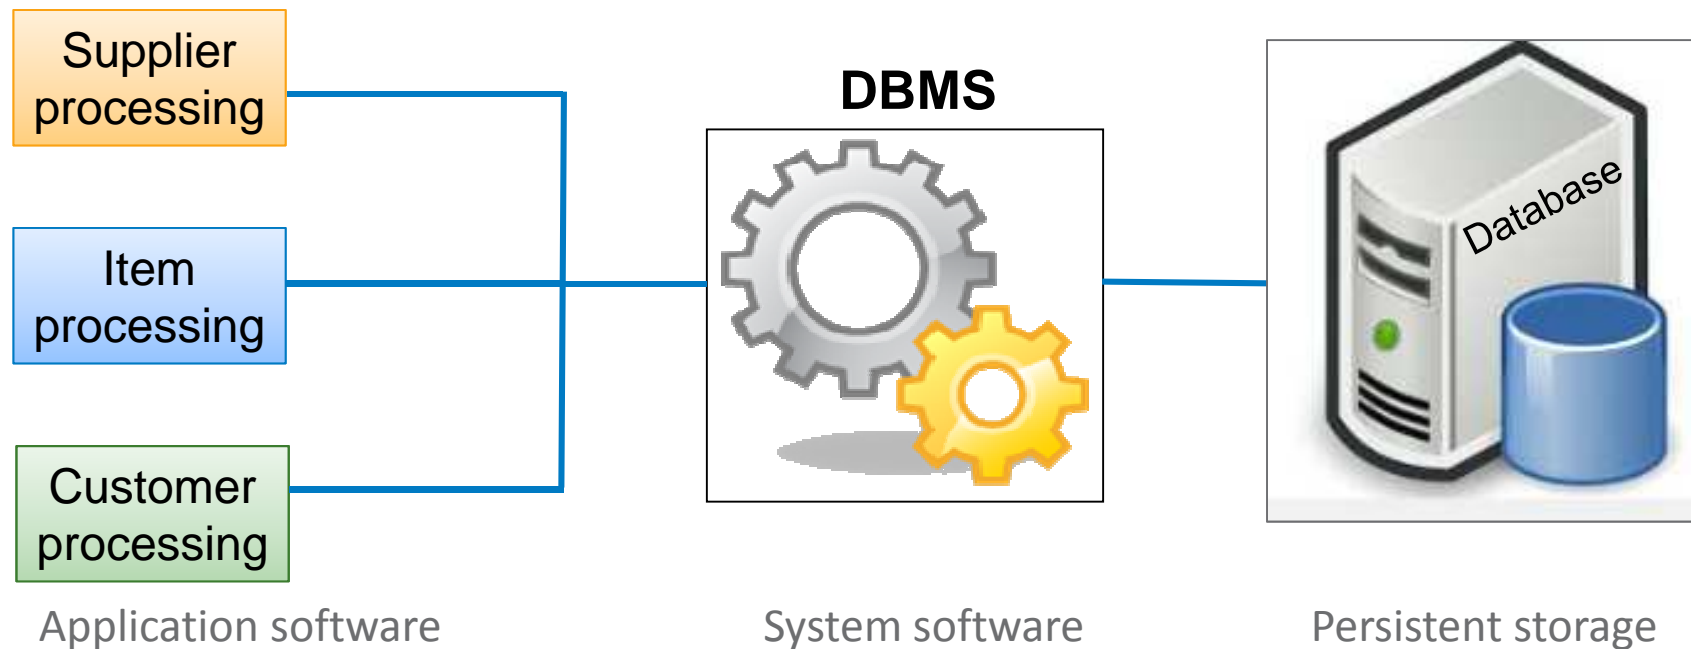 Supplier
processing
Item
processing
Customer
processing
Application software
DBMS
System software
Database
Persistent storage